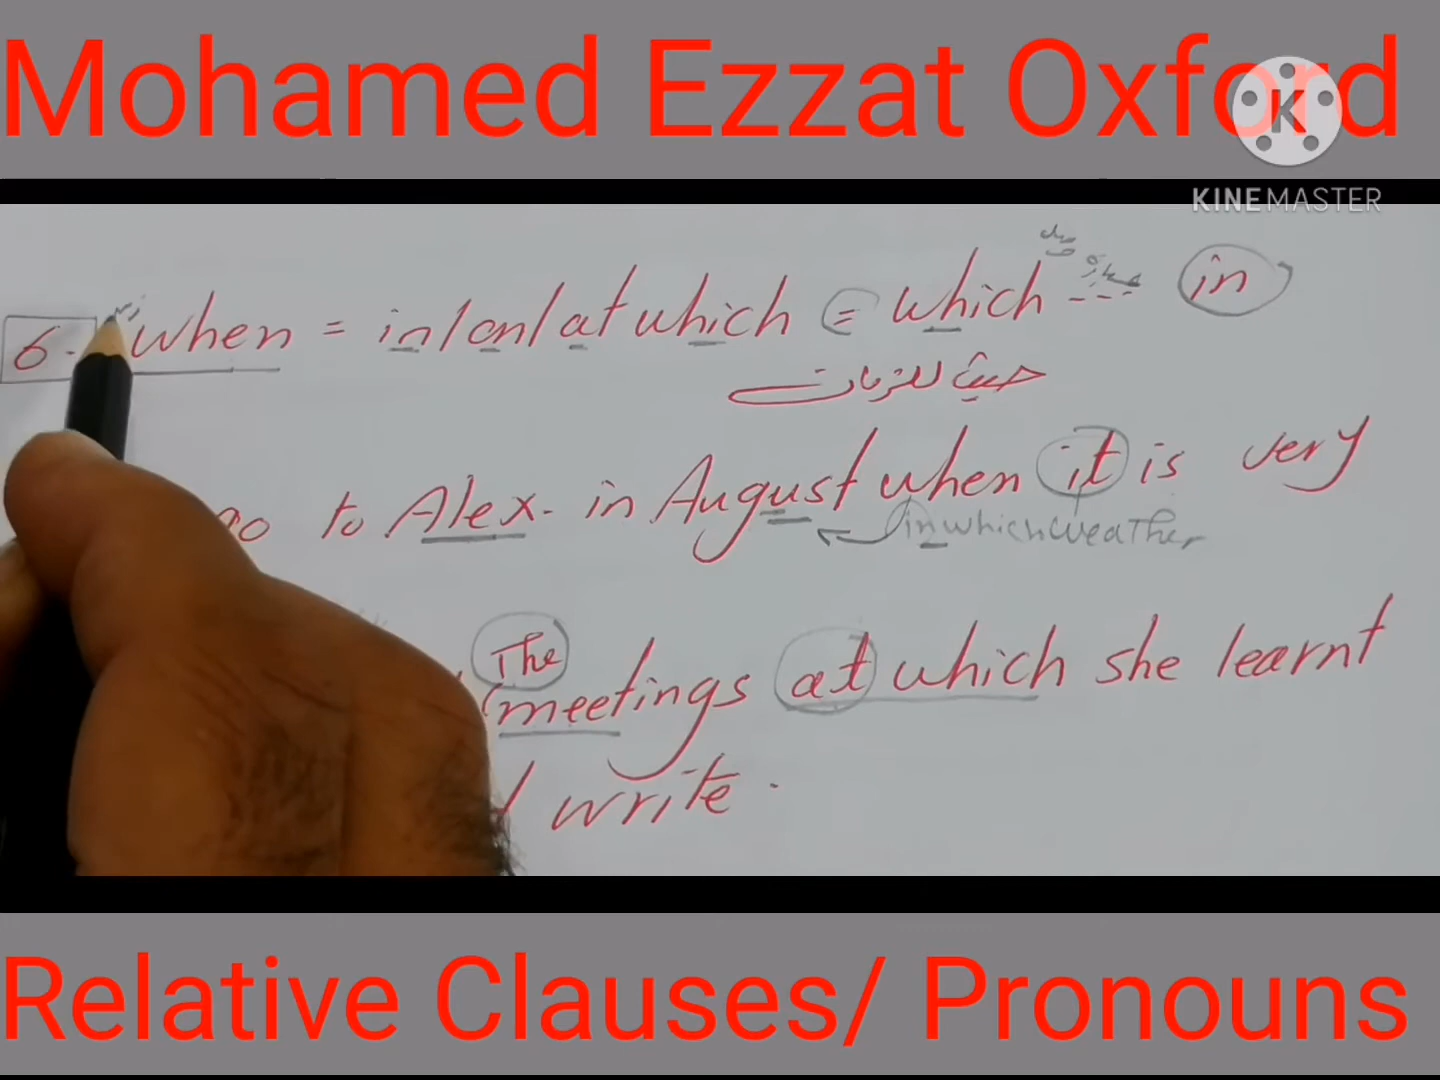 Mohamed Ezzat Oxford
K
KINEMASTER
6. when = in/on/at which = which --- in
حيث للزمان
go to Alex. in August when it is very
in which weather
The
meetings at which she learnt
write.
Relative Clauses/ Pronouns